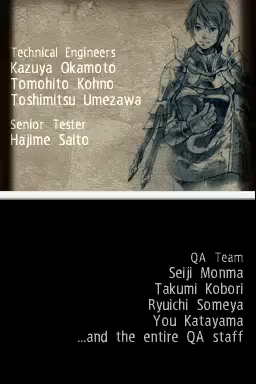 Technical Engineers
Kazuya Okamoto
Tomohito Kohno
Toshimitsu Umezawa
Senior Tester
Hajime Saito
QA Team
Seiji Monma
Takumi Kobori
Ryuichi Someya
You Katayama
...and the entire QA staff